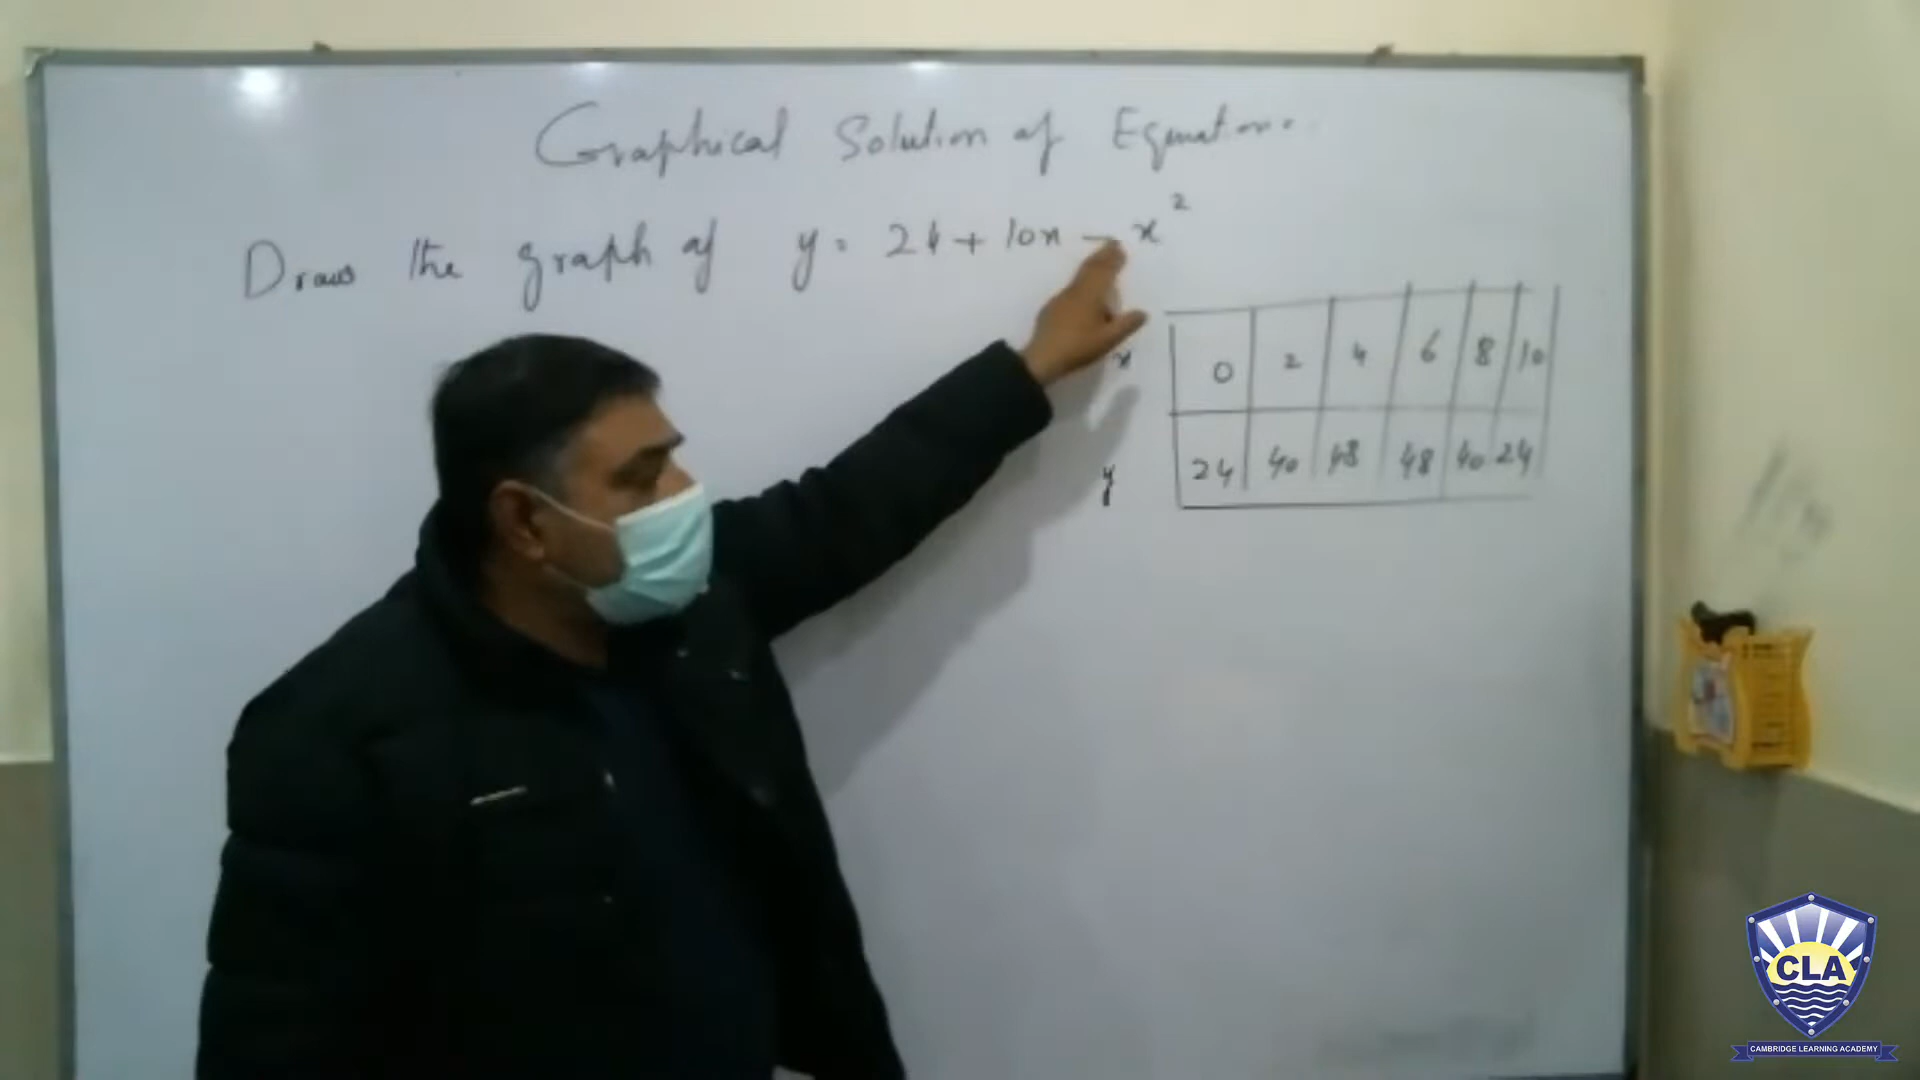 Graphical Solution of Equation.
Draw the graph of y = 24 + 10x - x²
x 0 2 4 6 8 10
y 24 40 48 48 40 24
CLA
CAMBRIDGE LEARNING ACADEMY